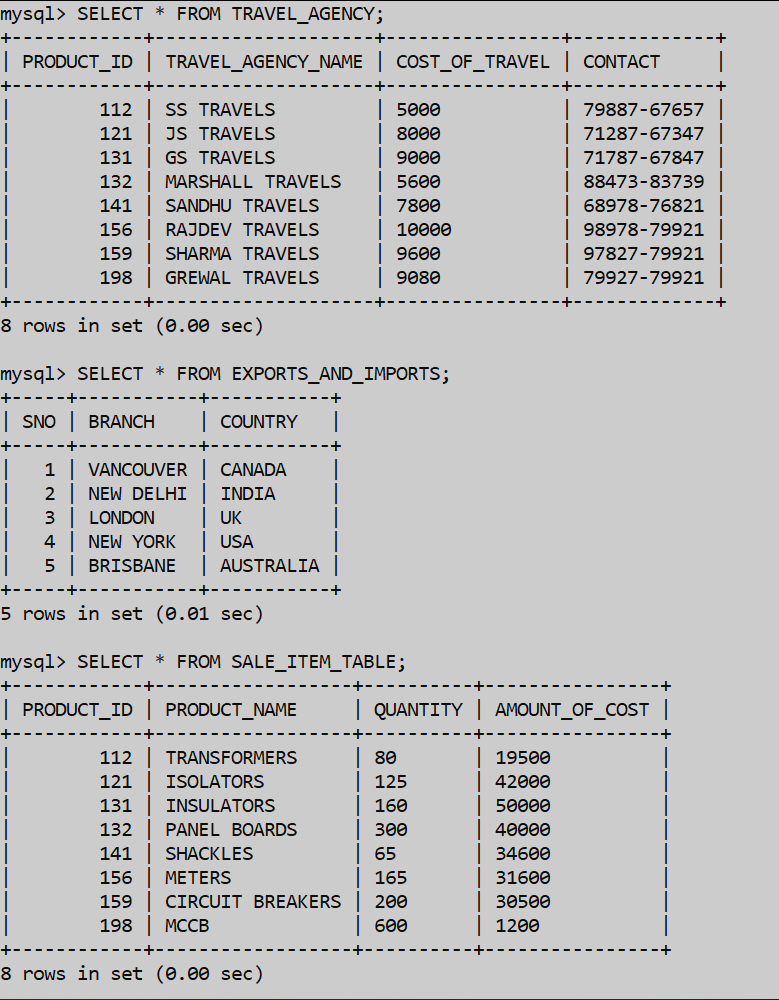 mysql> SELECT * FROM TRAVEL_AGENCY;
+------------+--------------------+----------------+-------------+
| PRODUCT_ID | TRAVEL_AGENCY_NAME | COST_OF_TRAVEL | CONTACT     |
+------------+--------------------+----------------+-------------+
|        112 | SS TRAVELS         | 5000           | 79887-67657 |
|        121 | JS TRAVELS         | 8000           | 71287-67347 |
|        131 | GS TRAVELS         | 9000           | 71787-67847 |
|        132 | MARSHALL TRAVELS   | 5600           | 88473-83739 |
|        141 | SANDHU TRAVELS     | 7800           | 68978-76821 |
|        156 | RAJDEV TRAVELS     | 10000          | 98978-79921 |
|        159 | SHARMA TRAVELS     | 9600           | 97827-79921 |
|        198 | GREWAL TRAVELS     | 9080           | 79927-79921 |
+------------+--------------------+----------------+-------------+
8 rows in set (0.00 sec)

mysql> SELECT * FROM EXPORTS_AND_IMPORTS;
+-----+-----------+-----------+
| SNO | BRANCH    | COUNTRY   |
+-----+-----------+-----------+
|   1 | VANCOUVER | CANADA    |
|   2 | NEW DELHI | INDIA     |
|   3 | LONDON    | UK        |
|   4 | NEW YORK  | USA       |
|   5 | BRISBANE  | AUSTRALIA |
+-----+-----------+-----------+
5 rows in set (0.01 sec)

mysql> SELECT * FROM SALE_ITEM_TABLE;
+------------+------------------+----------+----------------+
| PRODUCT_ID | PRODUCT_NAME     | QUANTITY | AMOUNT_OF_COST |
+------------+------------------+----------+----------------+
|        112 | TRANSFORMERS     | 80       | 19500          |
|        121 | ISOLATORS        | 125      | 42000          |
|        131 | INSULATORS       | 160      | 50000          |
|        132 | PANEL BOARDS     | 300      | 40000          |
|        141 | SHACKLES         | 65       | 34600          |
|        156 | METERS           | 165      | 31600          |
|        159 | CIRCUIT BREAKERS | 200      | 30500          |
|        198 | MCCB             | 600      | 1200           |
+------------+------------------+----------+----------------+
8 rows in set (0.00 sec)